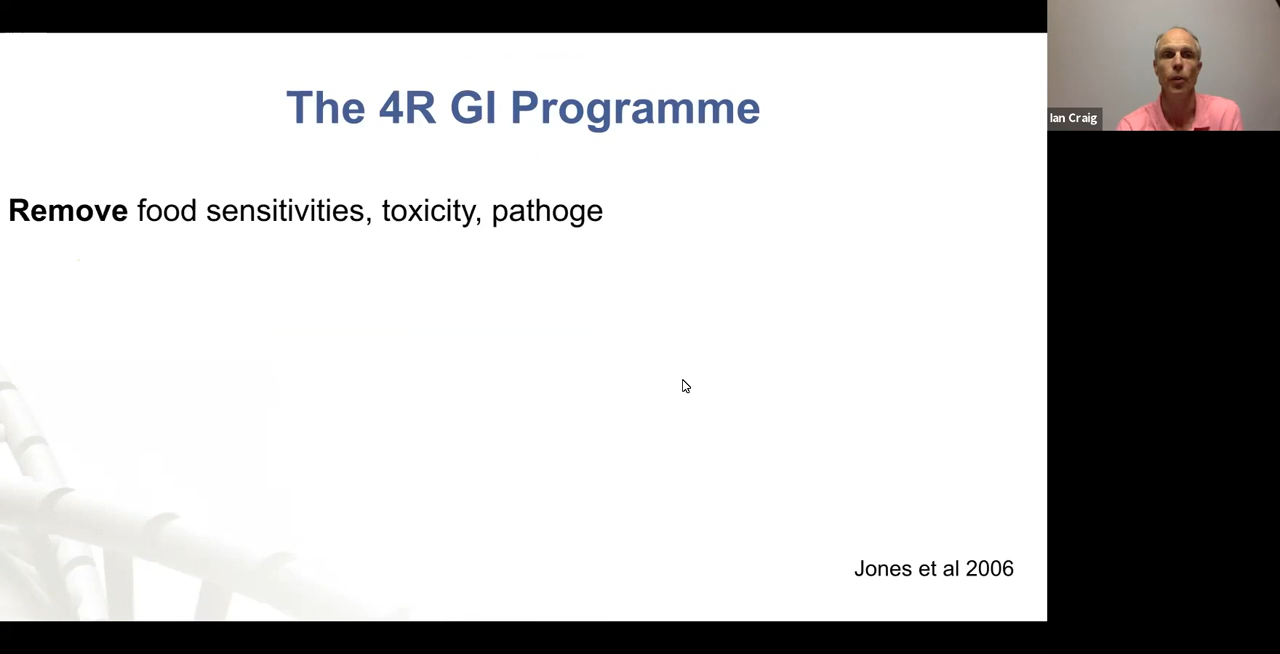 The 4R GI Programme
Ian Craig
Remove food sensitivities, toxicity, pathoge
Jones et al 2006